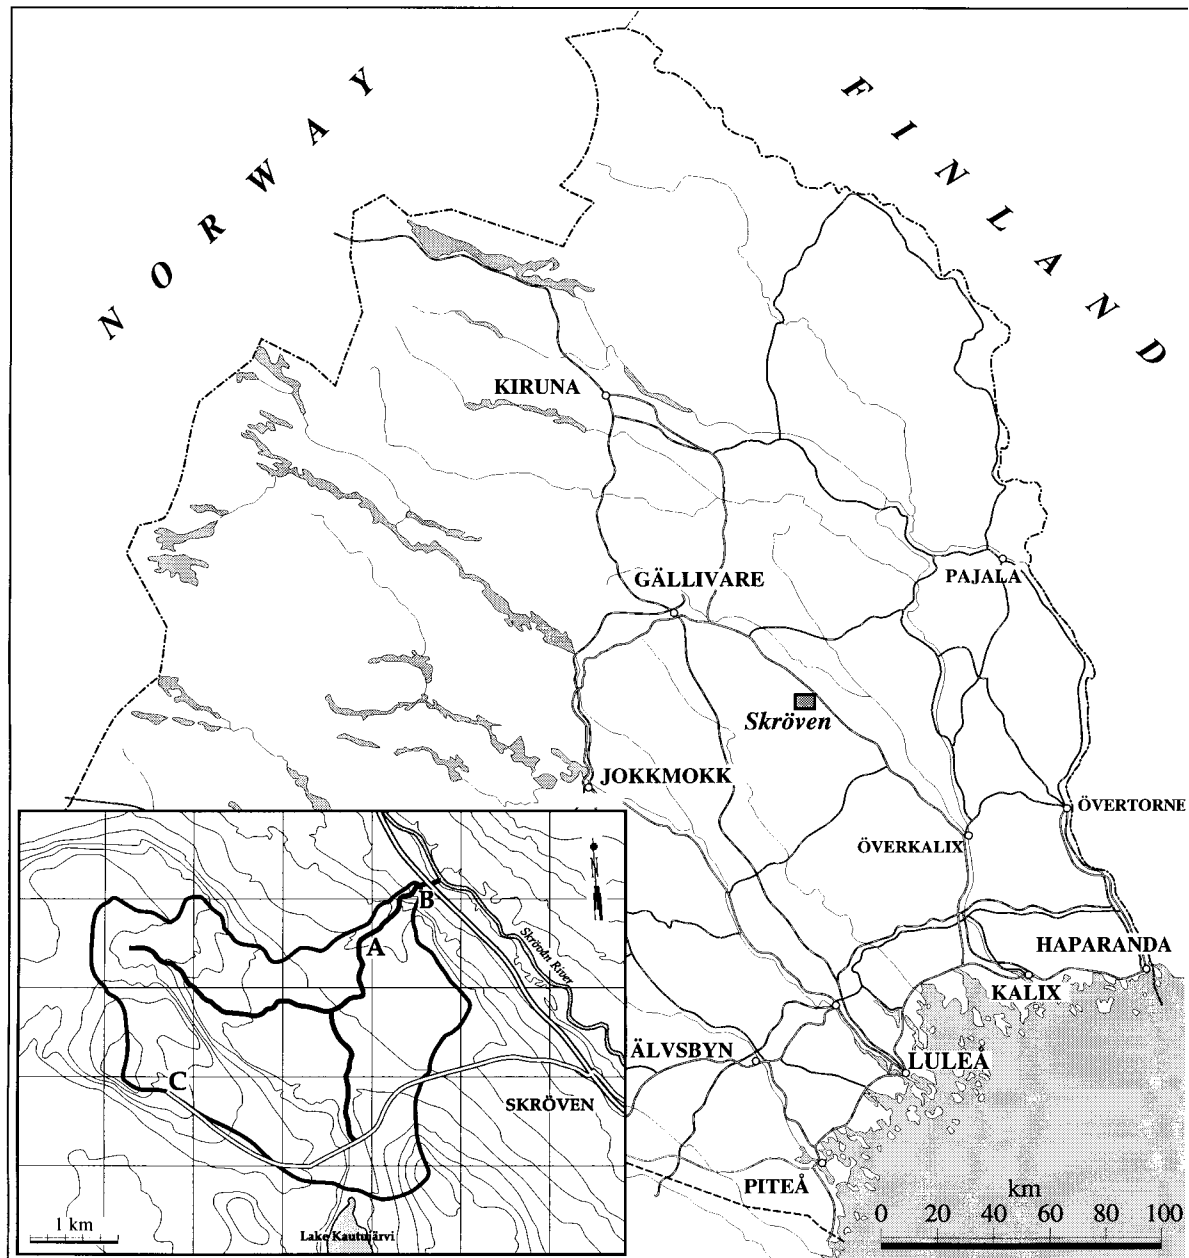 NORWAY
FINLAND
KIRUNA
GÄLLIVARE
PAJALA
Skröven
JOKKMOKK
ÖVERTORNE
ÖVERKALIX
HAPARANDA
KALIX
ÄLVSBYN
LULEÅ
PITEÅ
km
0 20 40 60 80 100
N
B
A
Skrövån River
C
SKRÖVEN
1 km
Lake Kautujärvi